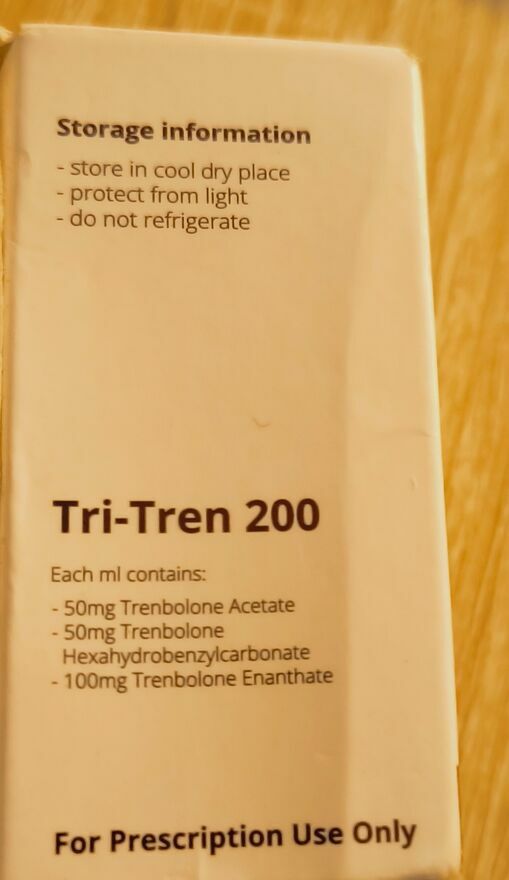 Storage information
- store in cool dry place
- protect from light
- do not refrigerate
Tri-Tren 200
Each ml contains:
- 50mg Trenbolone Acetate
- 50mg Trenbolone
Hexahydrobenzylcarbonate
- 100mg Trenbolone Enanthate
For Prescription Use Only